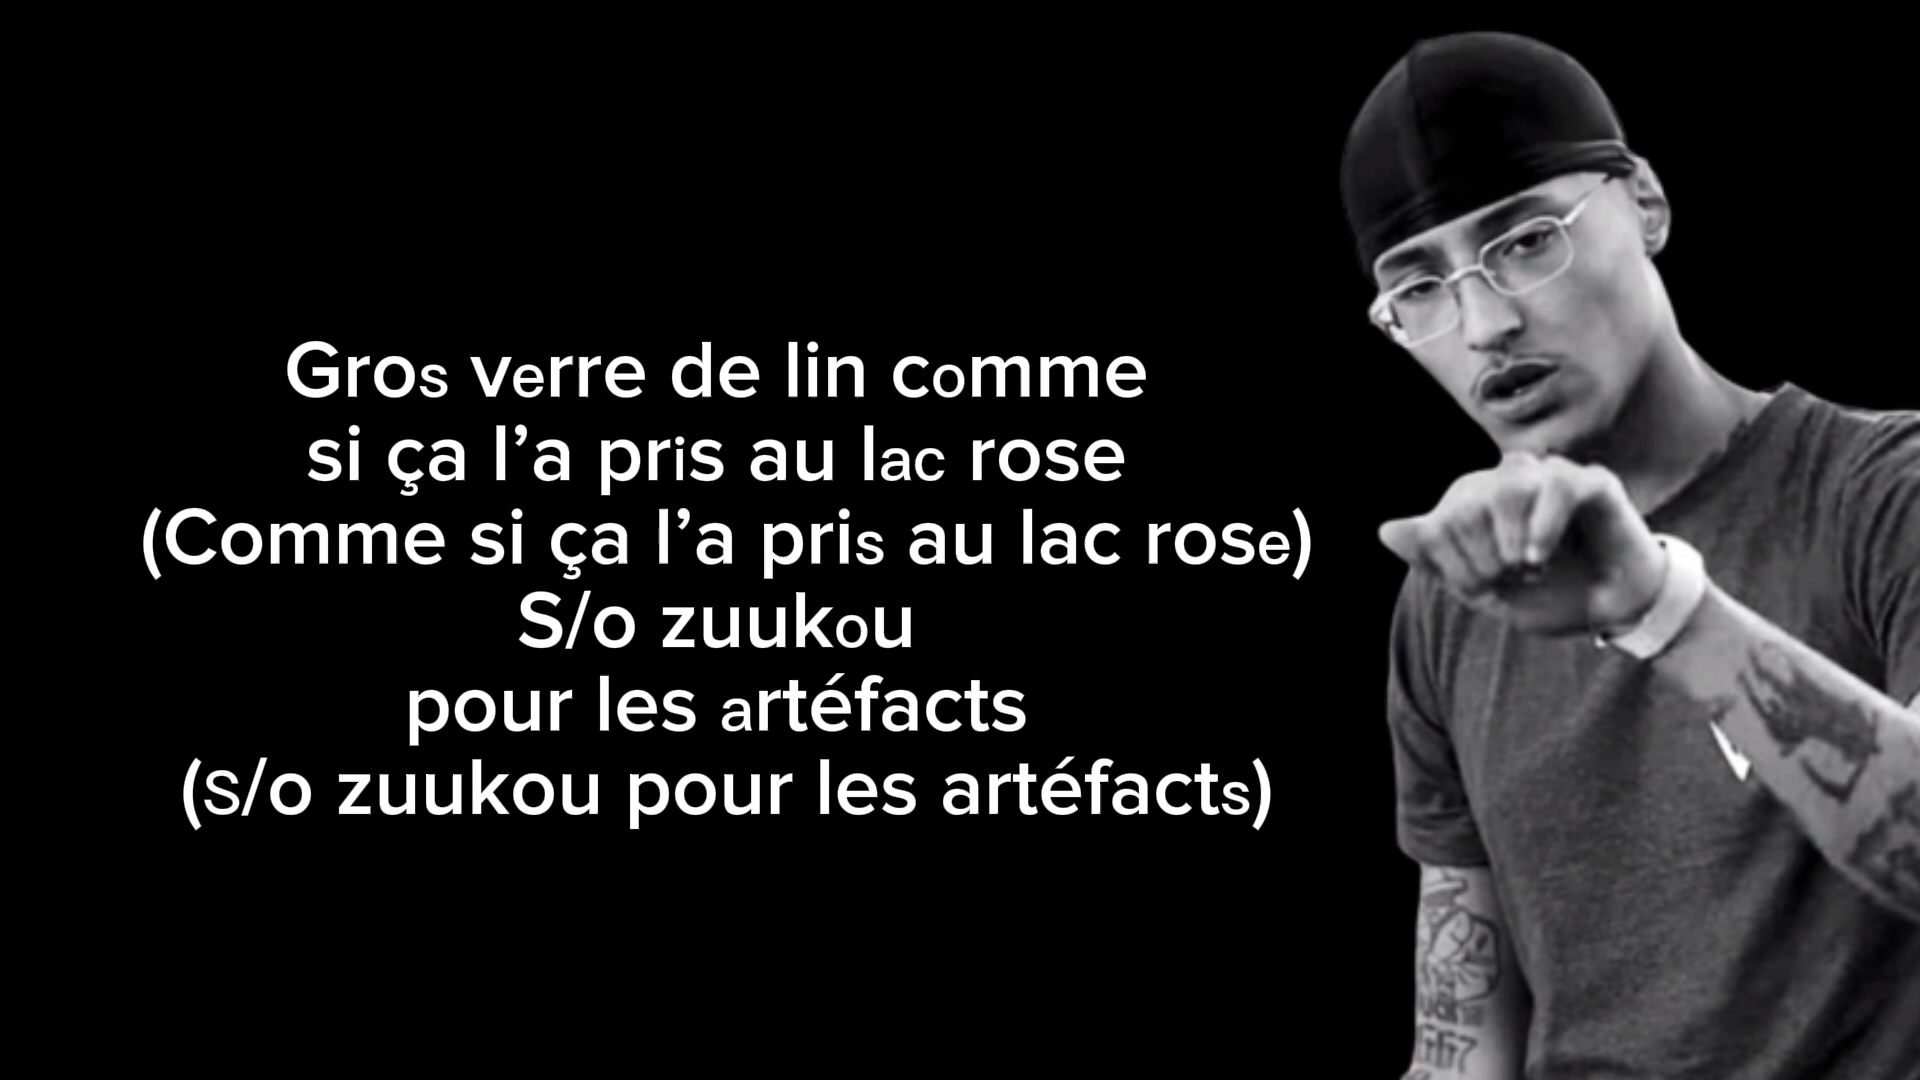 Gros verre de lin comme
si ça l’a pris au lac rose
(Comme si ça l’a pris au lac rose)
S/o zuukou
pour les artéfacts
(S/o zuukou pour les artéfacts)